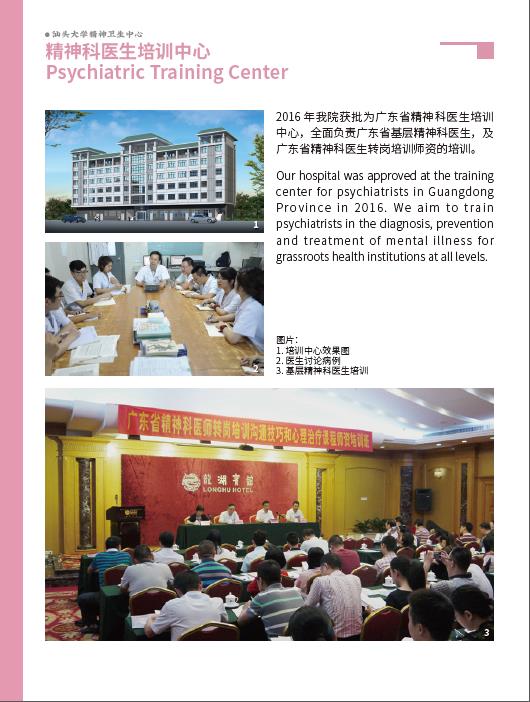 ●汕头大学精神卫生中心
精神科医生培训中心
Psychiatric Training Center
2016 年我院获批为广东省精神科医生培训
中心，全面负责广东省基层精神科医生，及
广东省精神科医生转岗培训师资的培训。
Our hospital was approved at the training
center for psychiatrists in Guangdong
Province in 2016. We aim to train
psychiatrists in the diagnosis, prevention
and treatment of mental illness for
grassroots health institutions at all levels.
1
2
图片：
1. 培训中心效果图
2. 医生讨论病例
3. 基层精神科医生培训
广东省精神科医师转岗培训沟通技巧和心理治疗课程师资培训班
龍湖賓館
LONGHU HOTEL
3